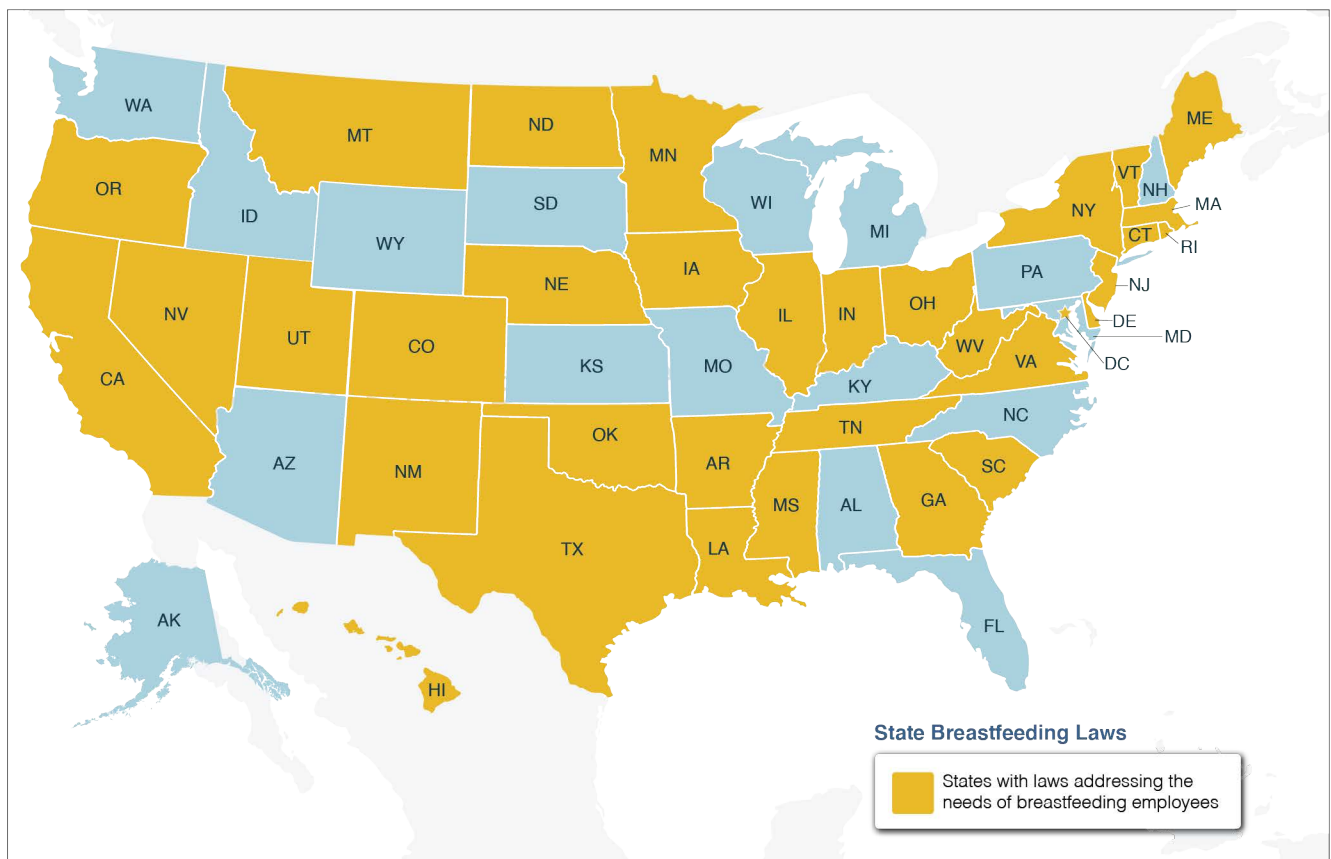 WA
MT
ND
MN
ME
OR
ID
WY
SD
WI
MI
NY
VT
NH
MA
CT
RI
NV
UT
CO
NE
IA
IL
IN
OH
PA
NJ
DE
MD
DC
CA
KS
MO
KY
WV
VA
AZ
NM
OK
AR
TN
NC
SC
TX
LA
MS
AL
GA
FL
AK
HI
State Breastfeeding Laws
States with laws addressing the
needs of breastfeeding employees